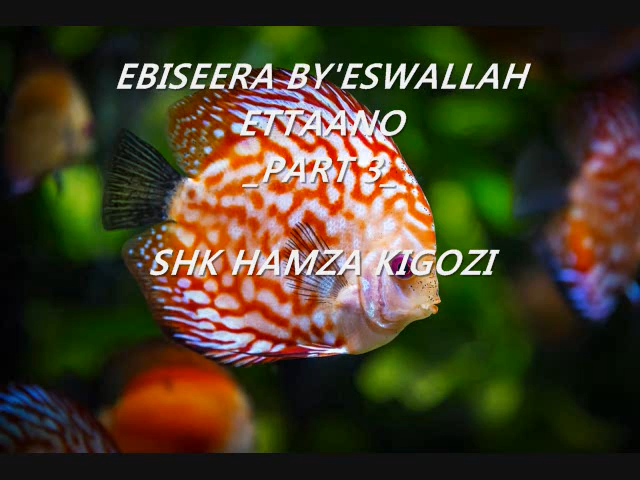 EBISEERA BY'ESWALLAH
ETTAANO
_PART 3_
SHK HAMZA KIGOZI